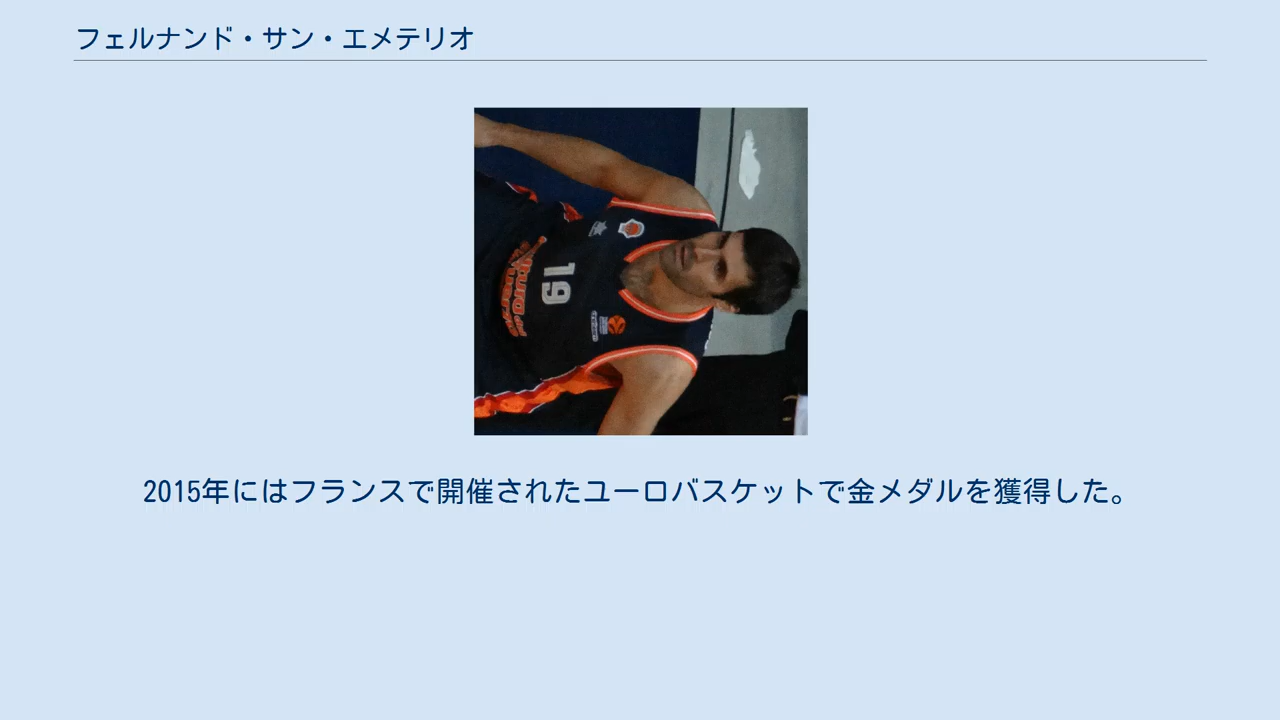 フェルナンド・サン・エメテリオ
19
2015年にはフランスで開催されたユーロバスケットで金メダルを獲得した。